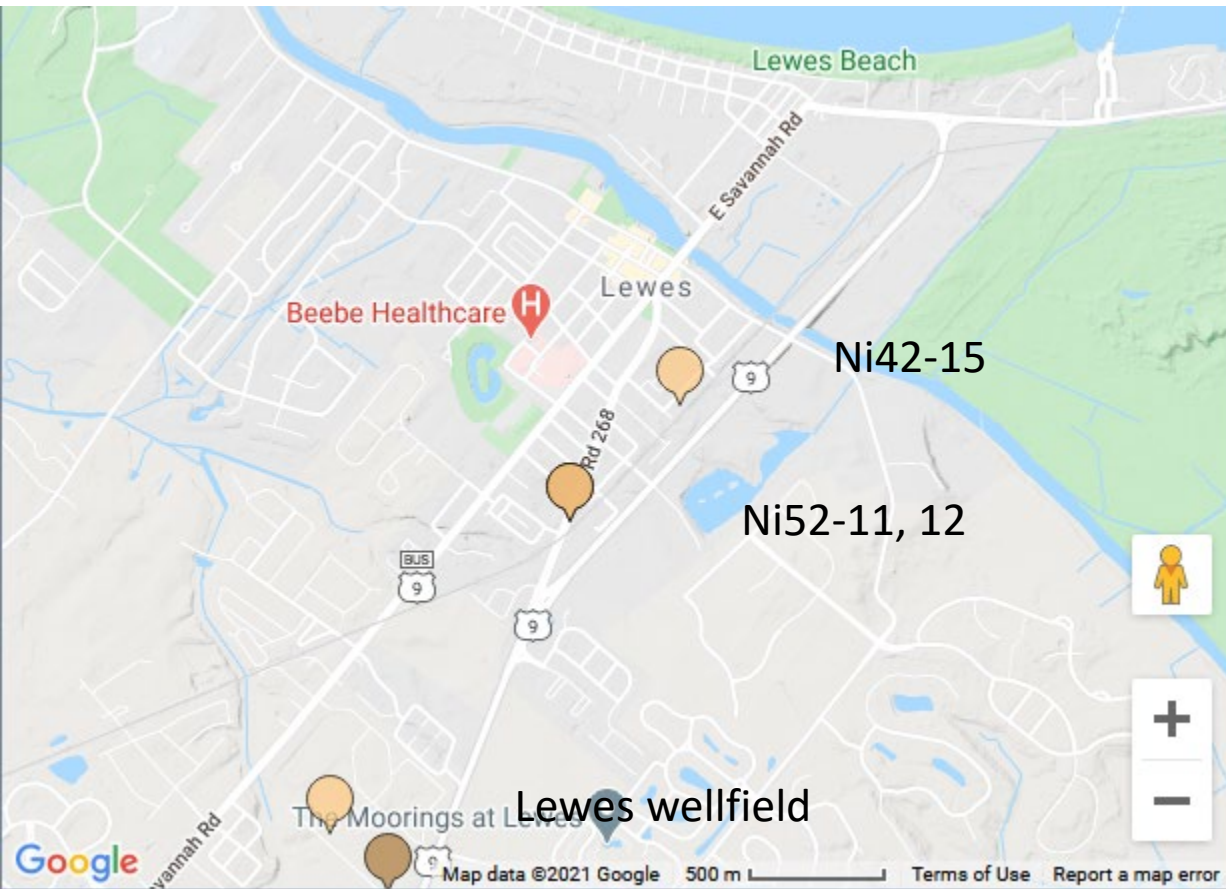 Lewes Beach
E Savannah Rd
Lewes
Beebe Healthcare
H
Ni42-15
9
Rd 268
Ni52-11, 12
BUS
9
9
Lewes wellfield
The Moorings at Lewes
vannah Rd
9
Google
Map data ©2021 Google 500 m Terms of Use Report a map error